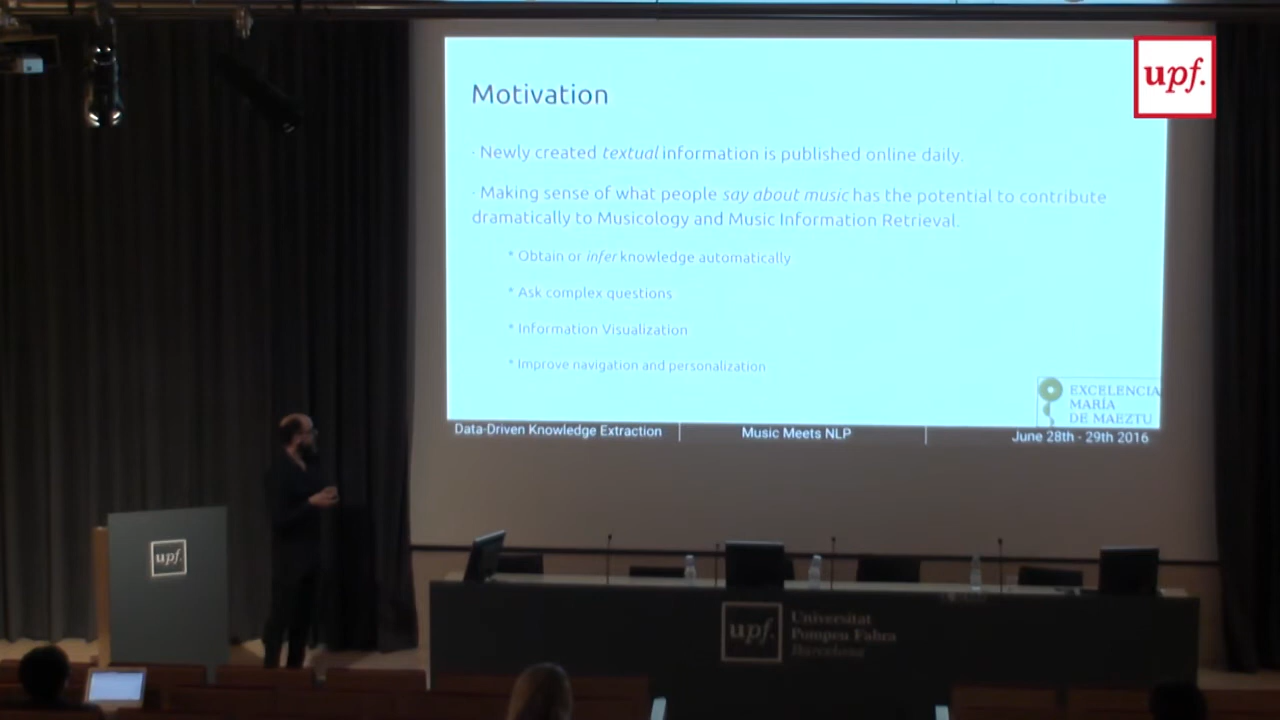 upf.
Motivation
· Newly created textual information is published online daily.
· Making sense of what people say about music has the potential to contribute
dramatically to Musicology and Music Information Retrieval.
* Obtain or infer knowledge automatically
* Ask complex questions
* Information Visualization
* Improve navigation and personalization
EXCELENCIA
MARÍA
DE MAEZTU
Data-Driven Knowledge Extraction
Music Meets NLP
June 28th - 29th 2016
upf.
upf.
Universitat
Pompeu Fabra
Barcelona